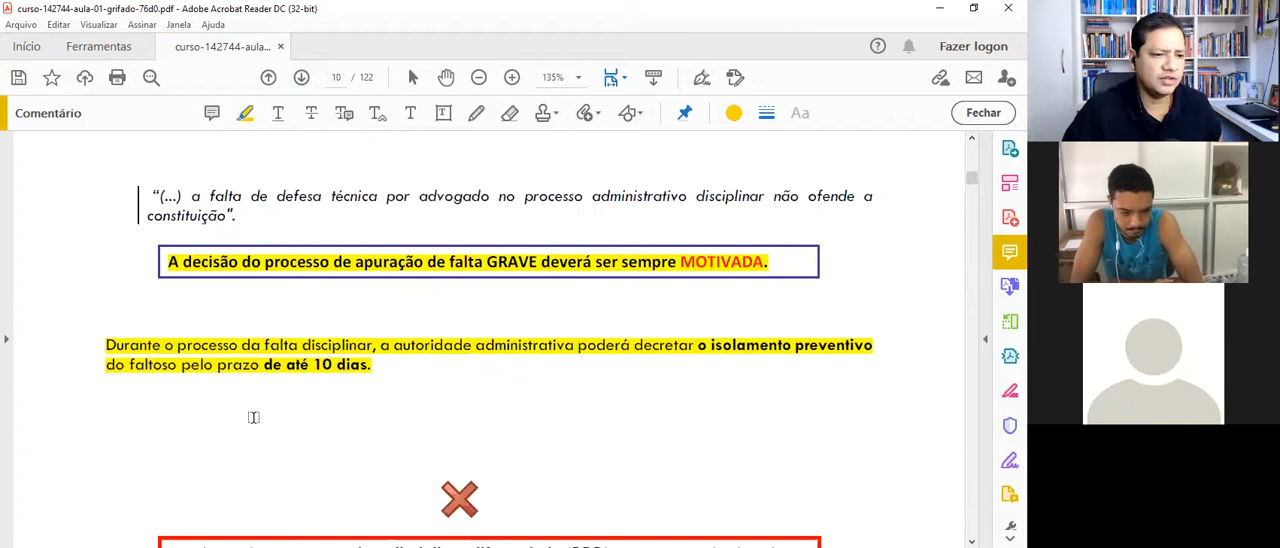 curso-142744-aula-01-grifado-76d0.pdf - Adobe Acrobat Reader DC (32-bit)
Arquivo Editar Visualizar Assinar Janela Ajuda
Início Ferramentas curso-142744-aula... × Fazer logon
10 / 122 135%
Comentário Aa Fechar
“(...) a falta de defesa técnica por advogado no processo administrativo disciplinar não ofende a
constituição”.
A decisão do processo de apuração de falta GRAVE deverá ser sempre MOTIVADA.
Durante o processo da falta disciplinar, a autoridade administrativa poderá decretar o isolamento preventivo
do faltoso pelo prazo de até 10 dias.